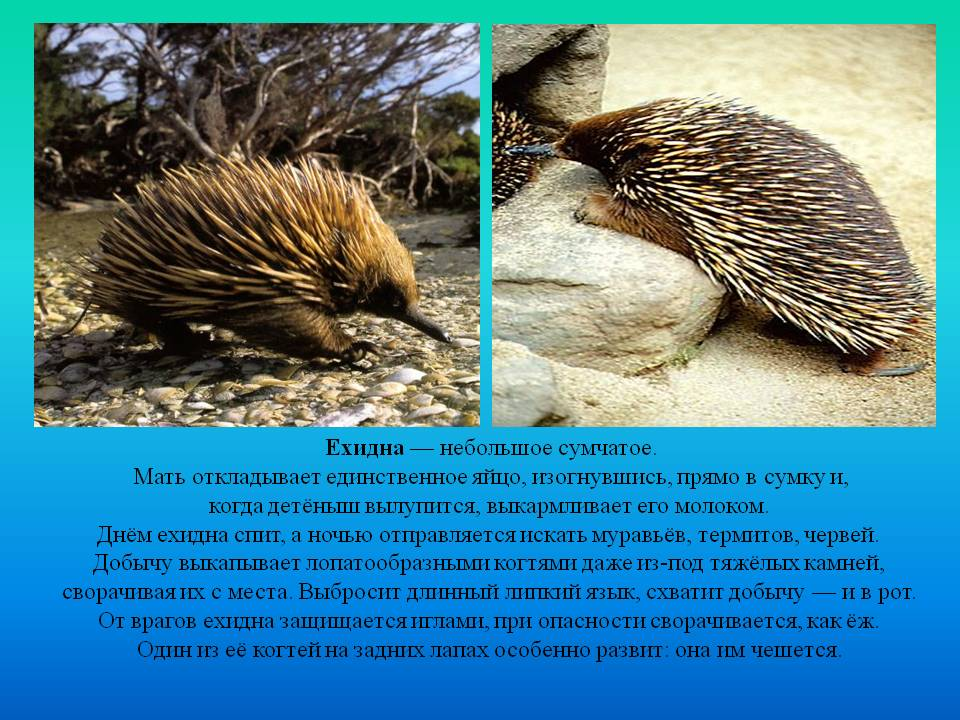 Ехидна — небольшое сумчатое.
Мать откладывает единственное яйцо, изогнувшись, прямо в сумку и,
когда детёныш вылупится, выкармливает его молоком.
Днём ехидна спит, а ночью отправляется искать муравьёв, термитов, червей.
Добычу выкапывает лопатообразными когтями даже из-под тяжёлых камней,
сворачивая их с места. Выбросит длинный липкий язык, схватит добычу — и в рот.
От врагов ехидна защищается иглами, при опасности сворачивается, как ёж.
Один из её когтей на задних лапах особенно развит: она им чешется.